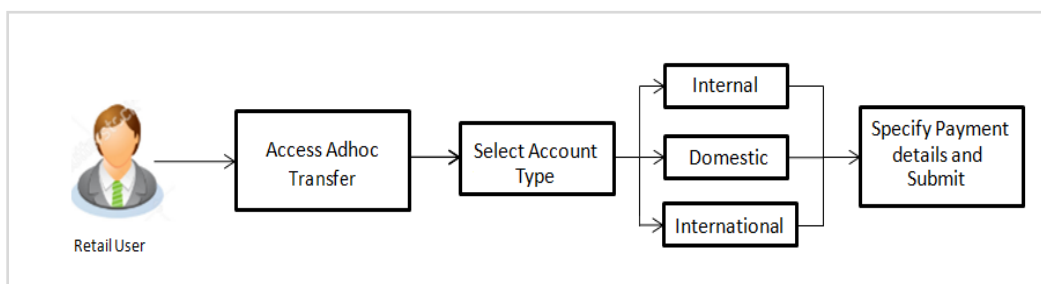 Retail User
Access Adhoc
Transfer
Select Account
Type
Internal
Domestic
International
Specify Payment
details and
Submit